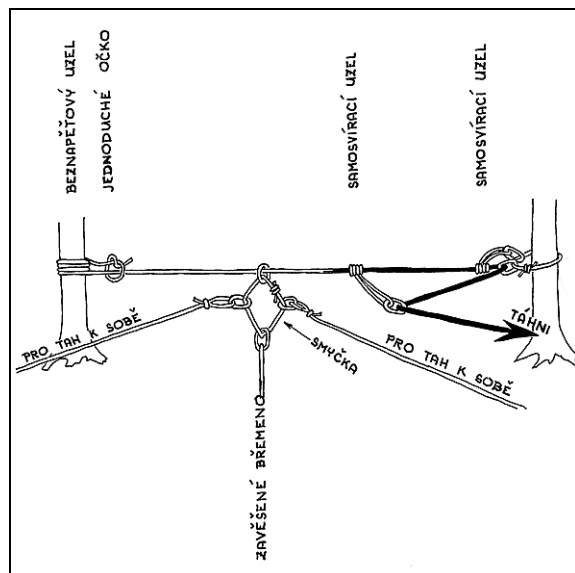 BEZNAPĚŤOVÝ UZEL
JEDNODUCHÉ OČKO
SAMOSVÍRACÍ UZEL
SAMOSVÍRACÍ UZEL
TÁHNI
PRO TAH K SOBĚ
SMYČKA
PRO TAH K SOBĚ
ZAVĚŠENÉ BŘEMENO